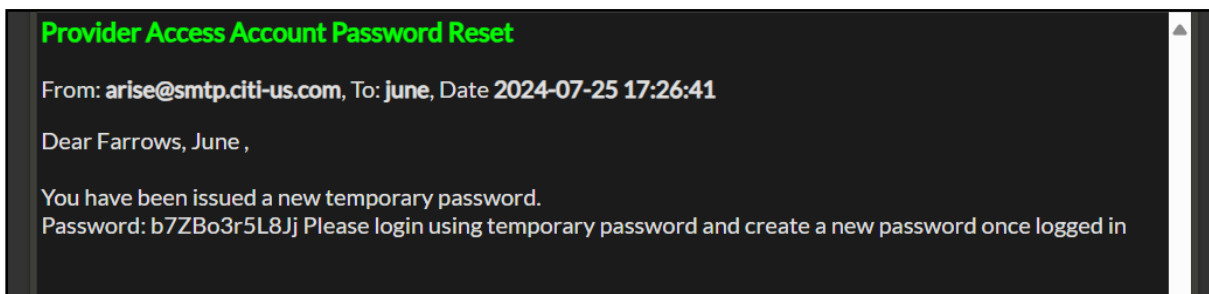 Provider Access Account Password Reset
From: arise@smtp.citi-us.com, To: june, Date 2024-07-25 17:26:41
Dear Farrows, June ,
You have been issued a new temporary password.
Password: b7ZBo3r5L8Jj Please login using temporary password and create a new password once logged in